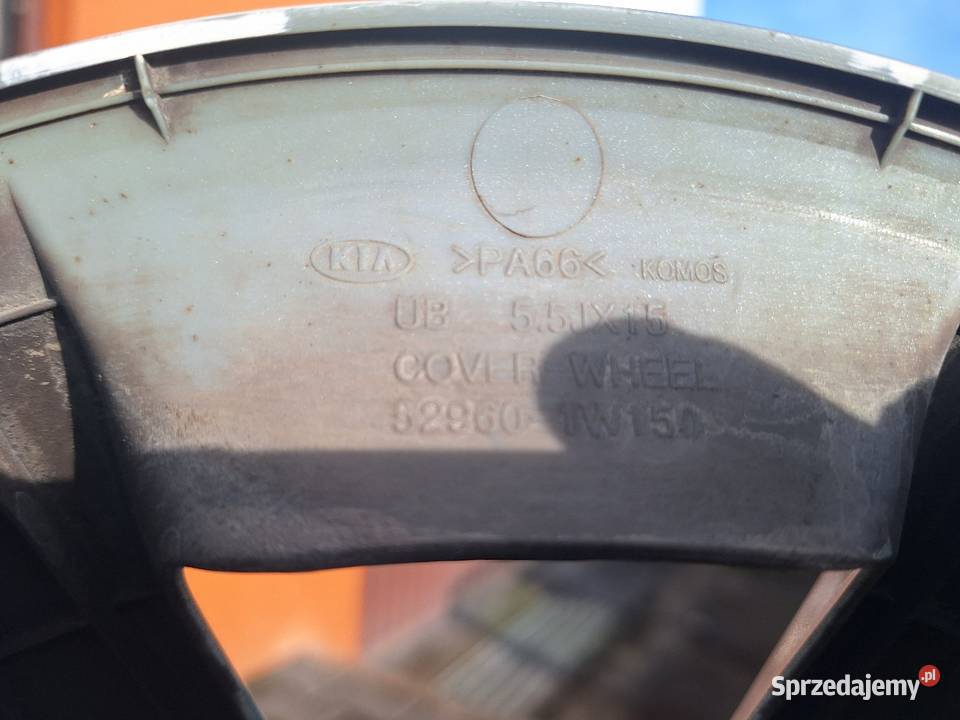 KIA >PA66< KOMOS
UB 5.5JX15
COVER WHEEL
52960-1W150
Sprzedajemy.pl